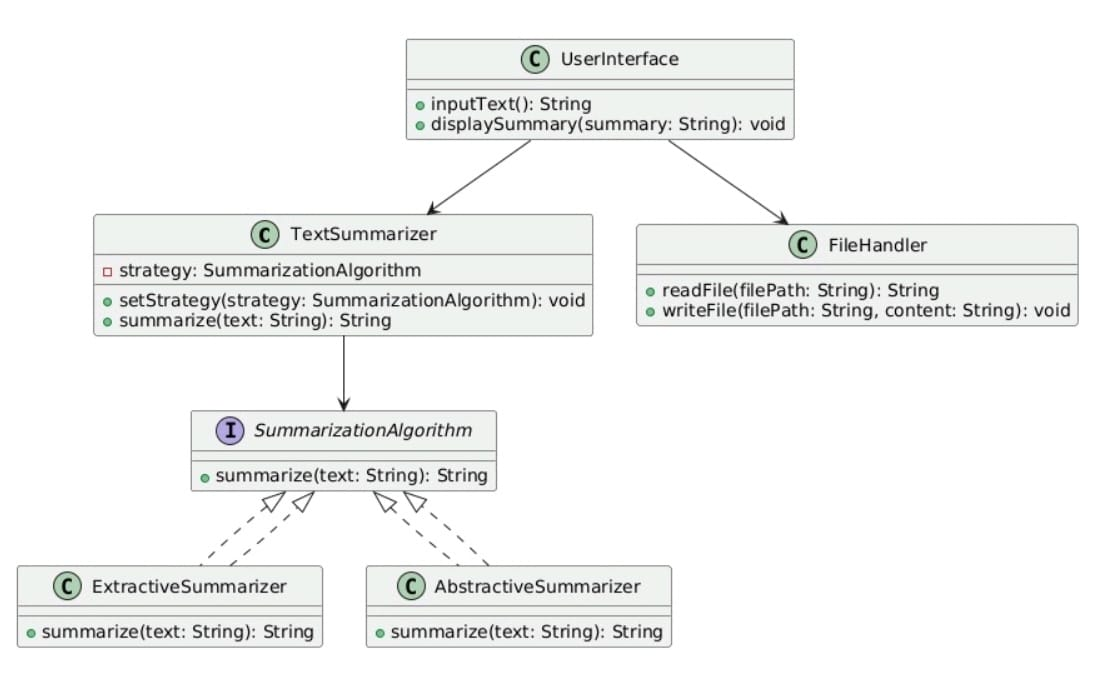 C UserInterface
inputText(): String
displaySummary(summary: String): void
C TextSummarizer
strategy: SummarizationAlgorithm
setStrategy(strategy: SummarizationAlgorithm): void
summarize(text: String): String
C FileHandler
readFile(filePath: String): String
writeFile(filePath: String, content: String): void
I SummarizationAlgorithm
summarize(text: String): String
C ExtractiveSummarizer
summarize(text: String): String
C AbstractiveSummarizer
summarize(text: String): String